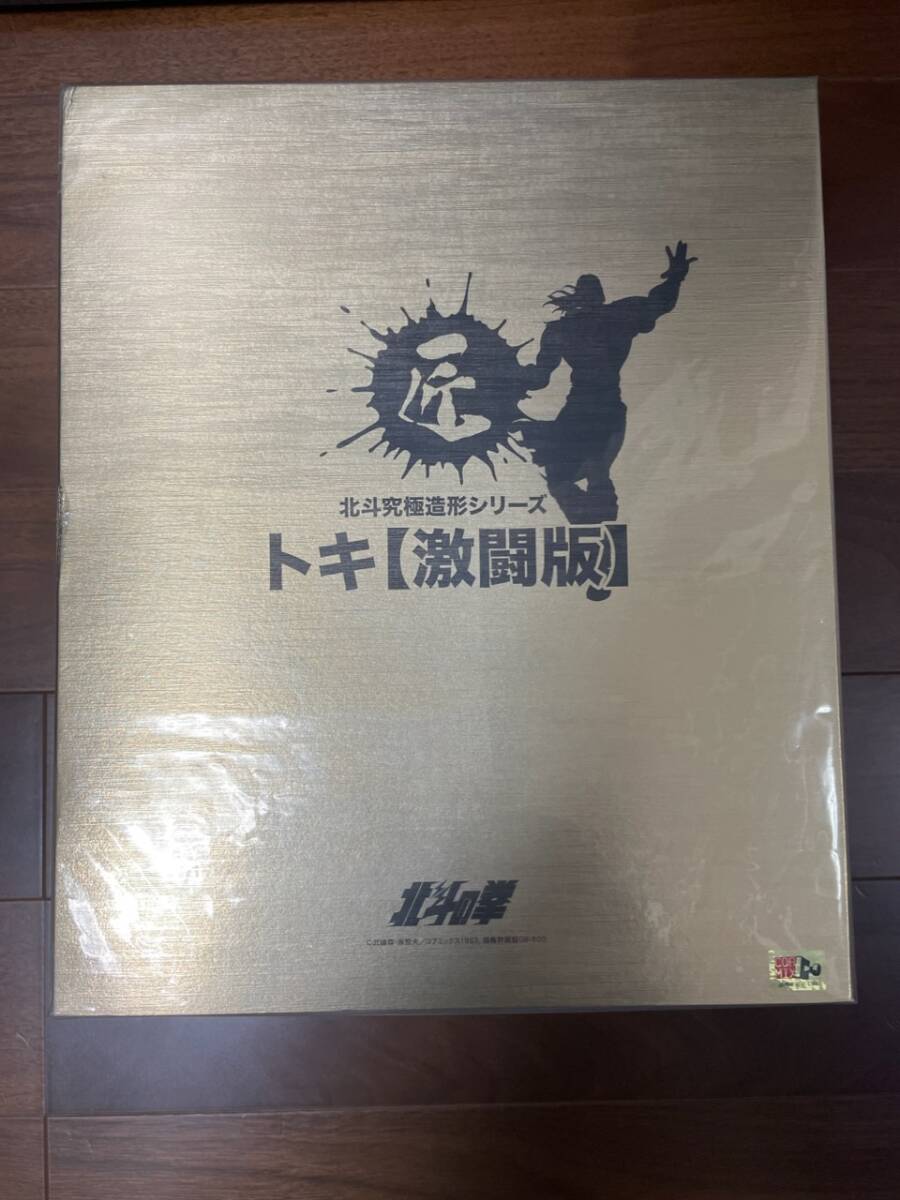 匠
北斗究極造形シリーズ
トキ【激闘版】
北斗の拳